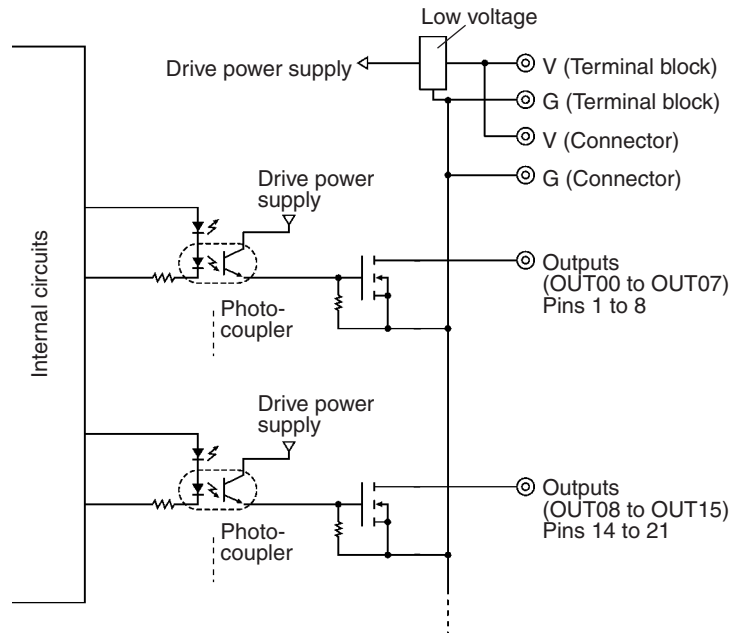 Low voltage
Drive power supply
V (Terminal block)
G (Terminal block)
V (Connector)
G (Connector)
Internal circuits
Drive power
supply
Photo-
coupler
Outputs
(OUT00 to OUT07)
Pins 1 to 8
Drive power
supply
Photo-
coupler
Outputs
(OUT08 to OUT15)
Pins 14 to 21